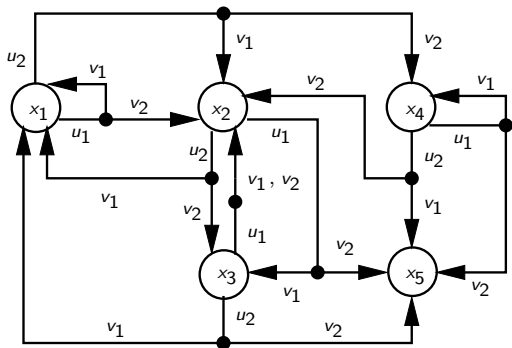 v1 v2
u2
v1 v2 v1
x1 v2 x2 x4
u1 u1 u1
u2 u2
v1 v1 , v2 v1
v2
u1 v2
x3 x5
v1 v2
u2
v1 v2